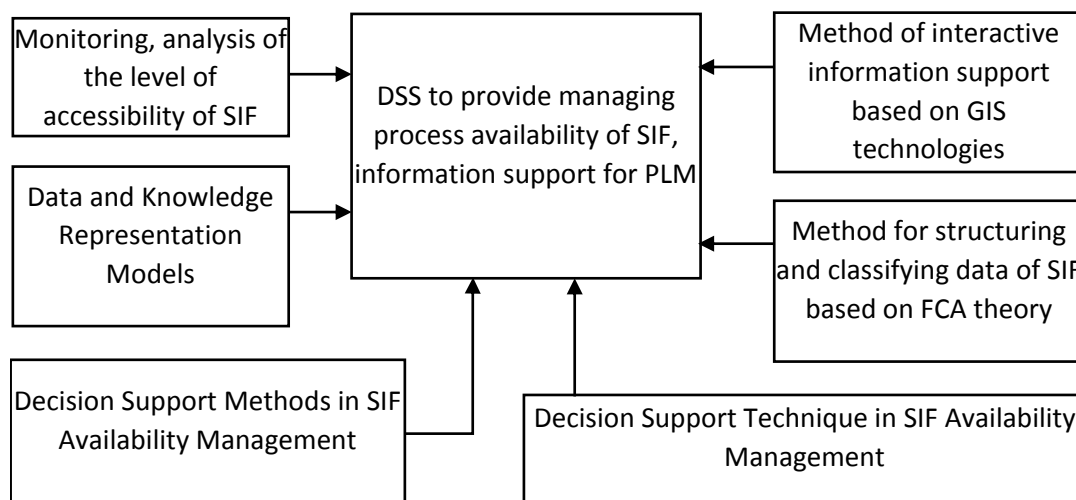 Monitoring, analysis of
the level of
accessibility of SIF
DSS to provide managing
process availability of SIF,
information support for PLM
Method of interactive
information support
based on GIS
technologies
Data and Knowledge
Representation
Models
Method for structuring
and classifying data of SIF
based on FCA theory
Decision Support Methods in SIF
Availability Management
Decision Support Technique in SIF Availability
Management